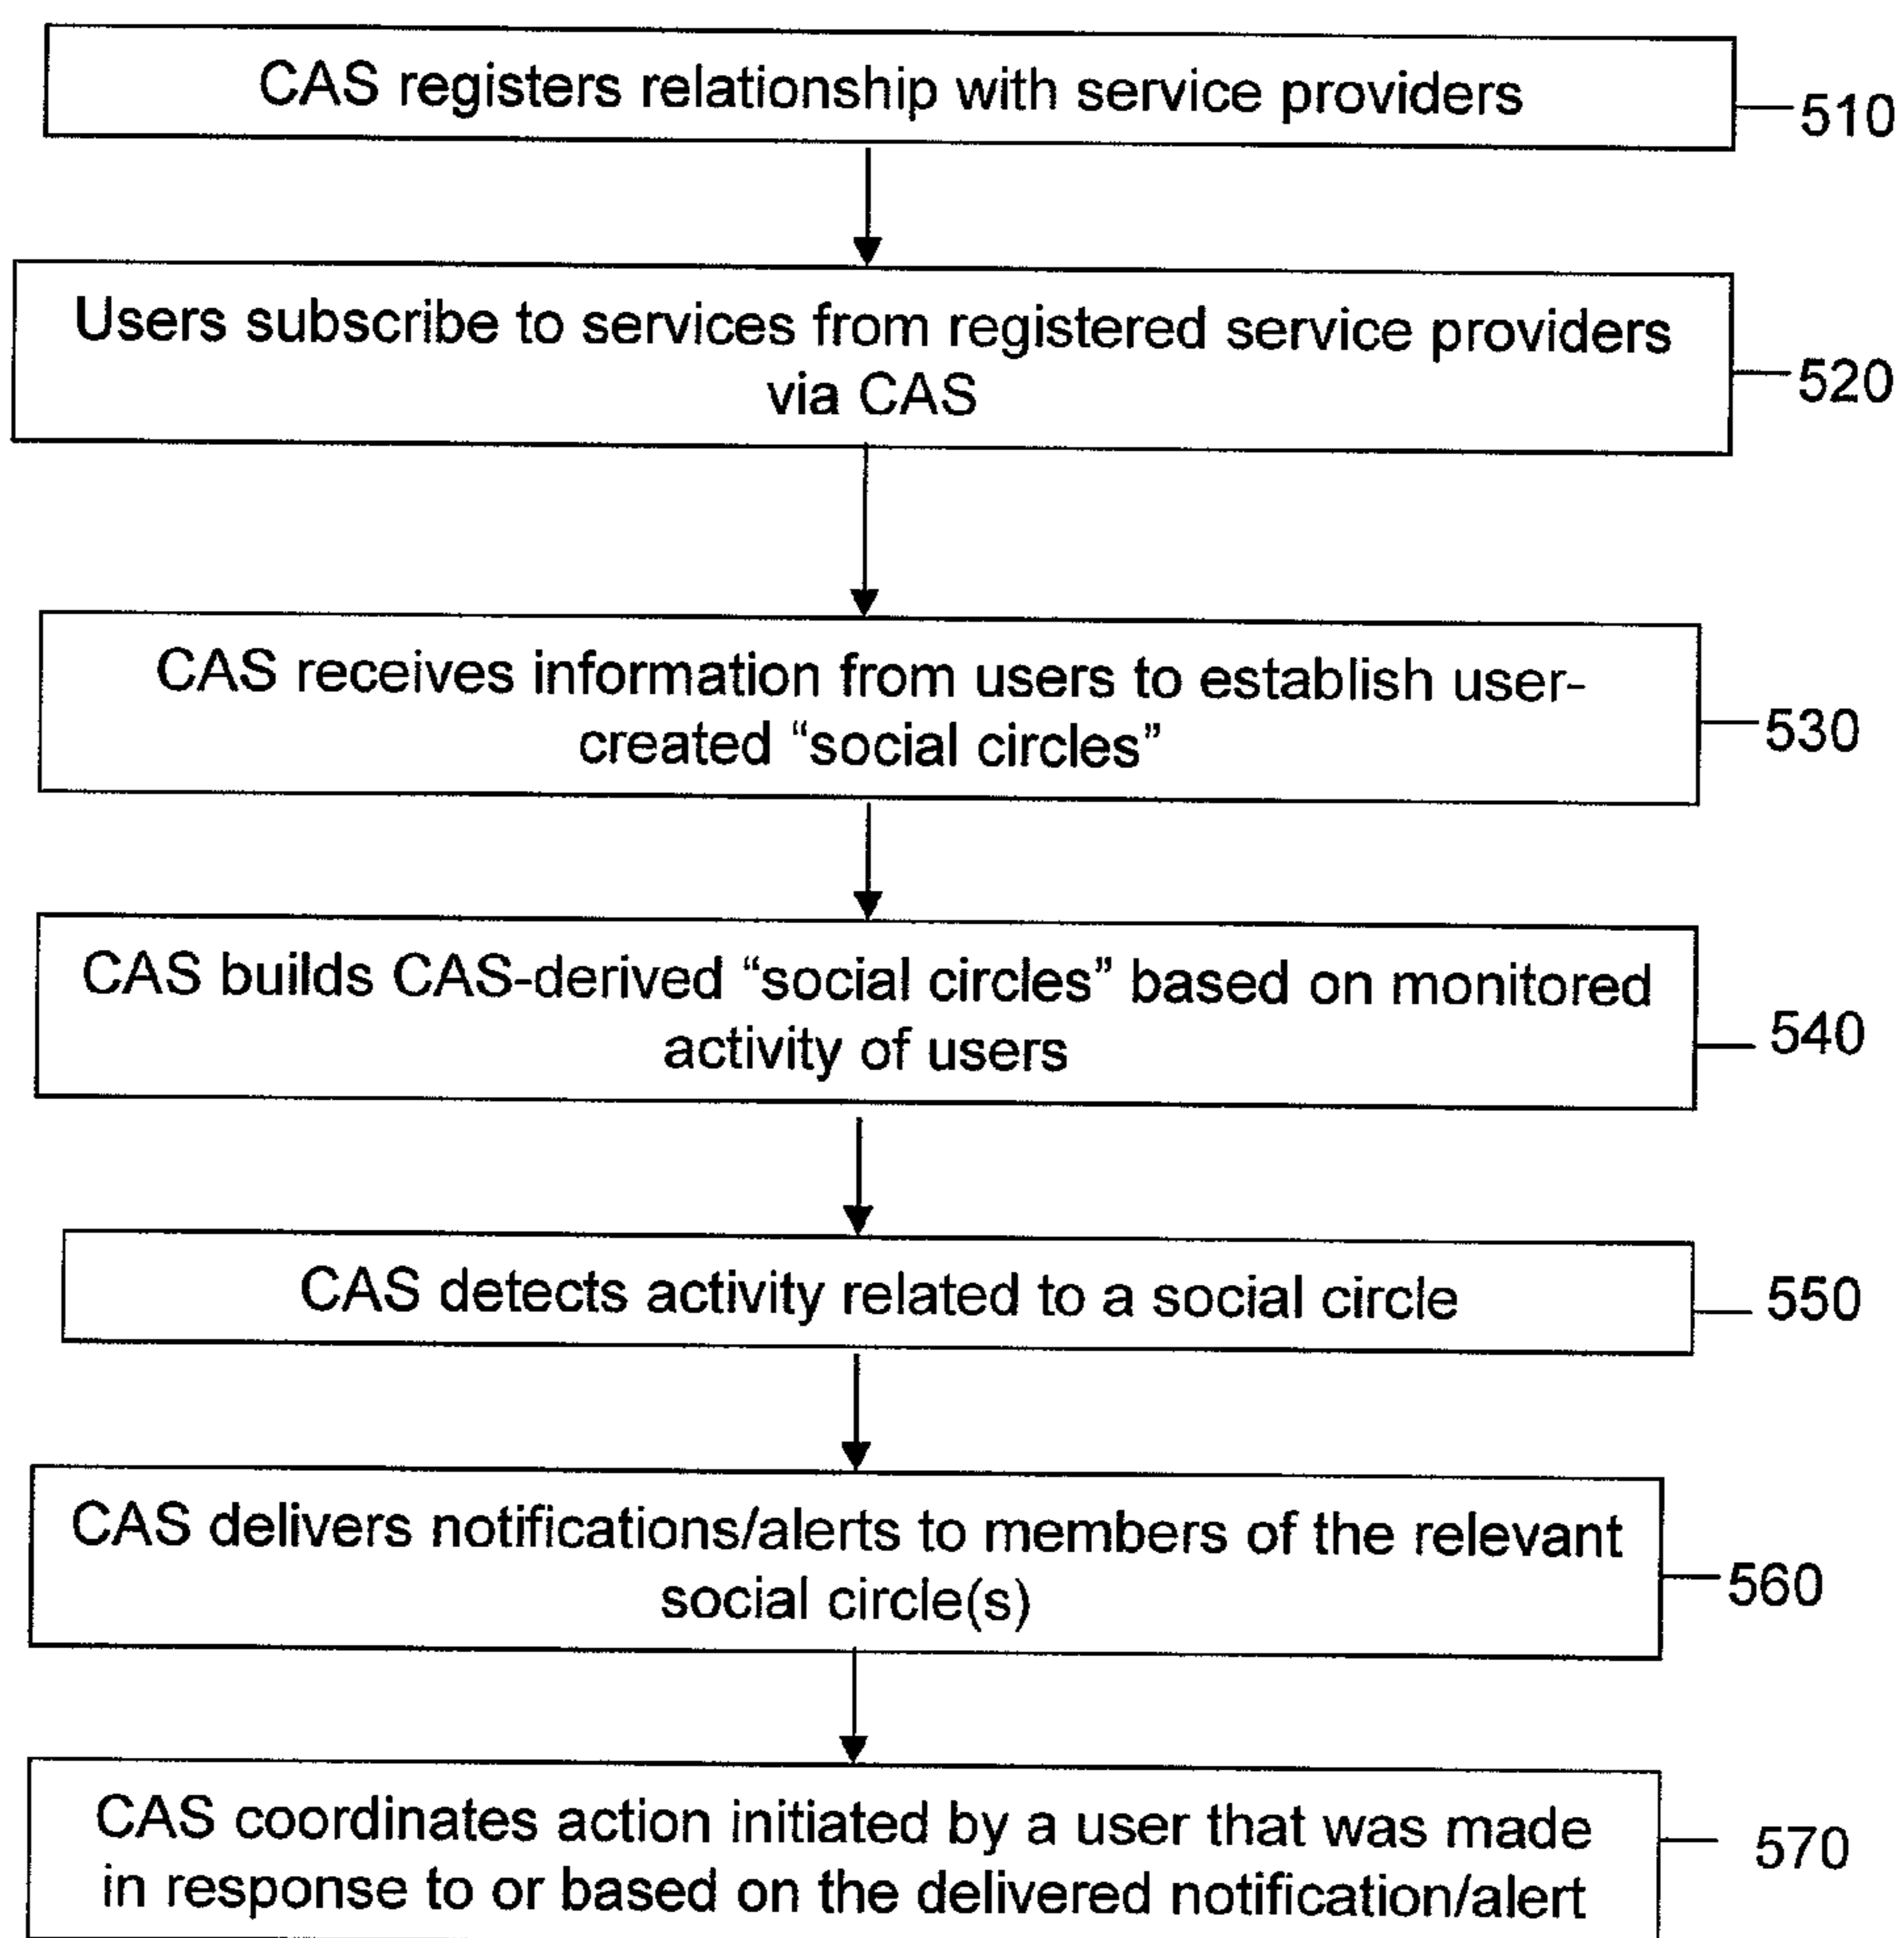 CAS registers relationship with service providers
510
Users subscribe to services from registered service providers
via CAS
520
CAS receives information from users to establish user-
created “social circles”
530
CAS builds CAS-derived “social circles” based on monitored
activity of users
540
CAS detects activity related to a social circle
550
CAS delivers notifications/alerts to members of the relevant
social circle(s)
560
CAS coordinates action initiated by a user that was made
in response to or based on the delivered notification/alert
570